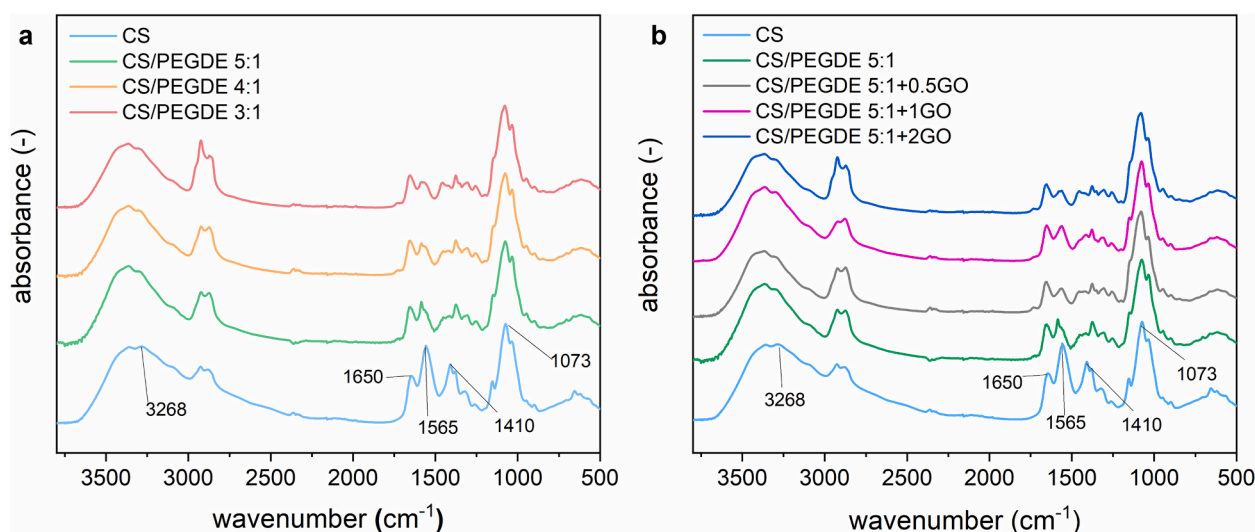 a
CS
CS/PEGDE 5:1
CS/PEGDE 4:1
CS/PEGDE 3:1
absorbance (-)
3268
1650
1565
1410
1073
3500 3000 2500 2000 1500 1000 500
wavenumber (cm⁻¹)
b
CS
CS/PEGDE 5:1
CS/PEGDE 5:1+0.5GO
CS/PEGDE 5:1+1GO
CS/PEGDE 5:1+2GO
absorbance (-)
3268
1650
1565
1410
1073
3500 3000 2500 2000 1500 1000 500
wavenumber (cm⁻¹)